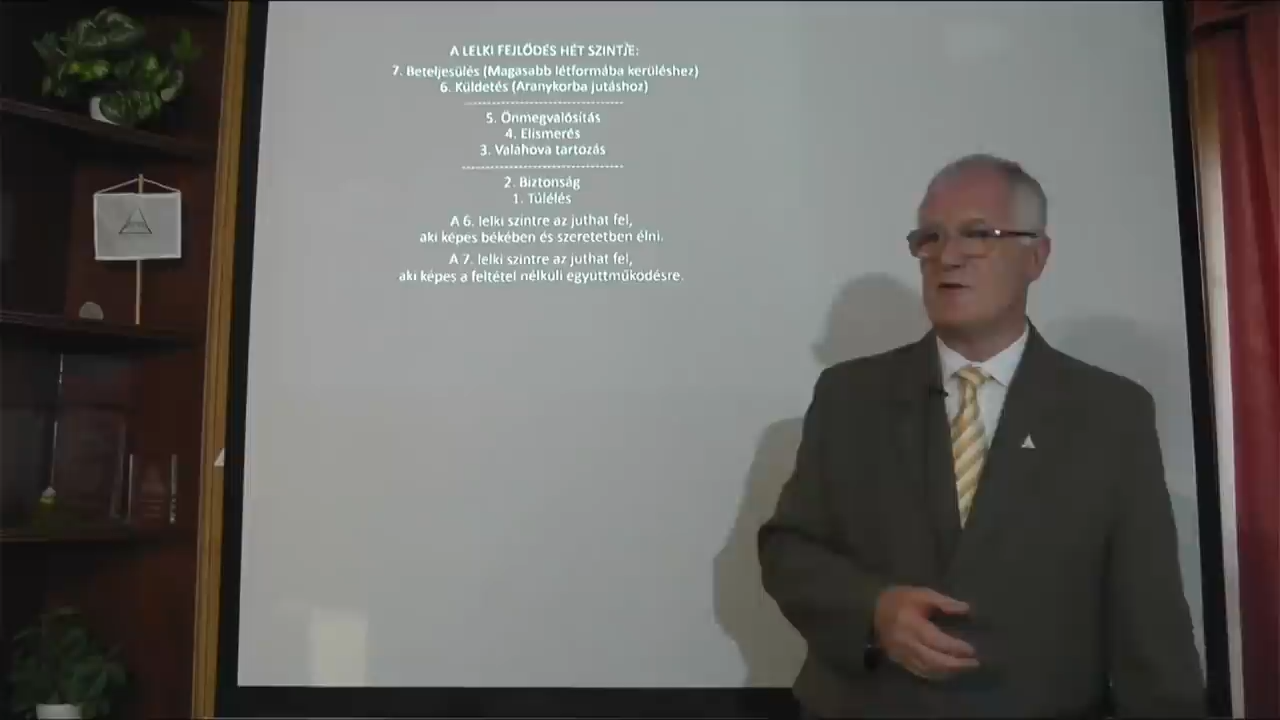 A LELKI FEJLŐDÉS HÉT SZINTJE:
7. Beteljesülés (Magasabb létformába kerüléshez)
6. Küldetés (Aranykorba jutáshoz)
--------------------------------
5. Önmegvalósítás
4. Elismerés
3. Valahova tartozás
--------------------------------
2. Biztonság
1. Túlélés
A 6. lelki szintre az juthat fel,
aki képes békében és szeretetben élni.
A 7. lelki szintre az juthat fel,
aki képes a feltétel nélküli együttműködésre.